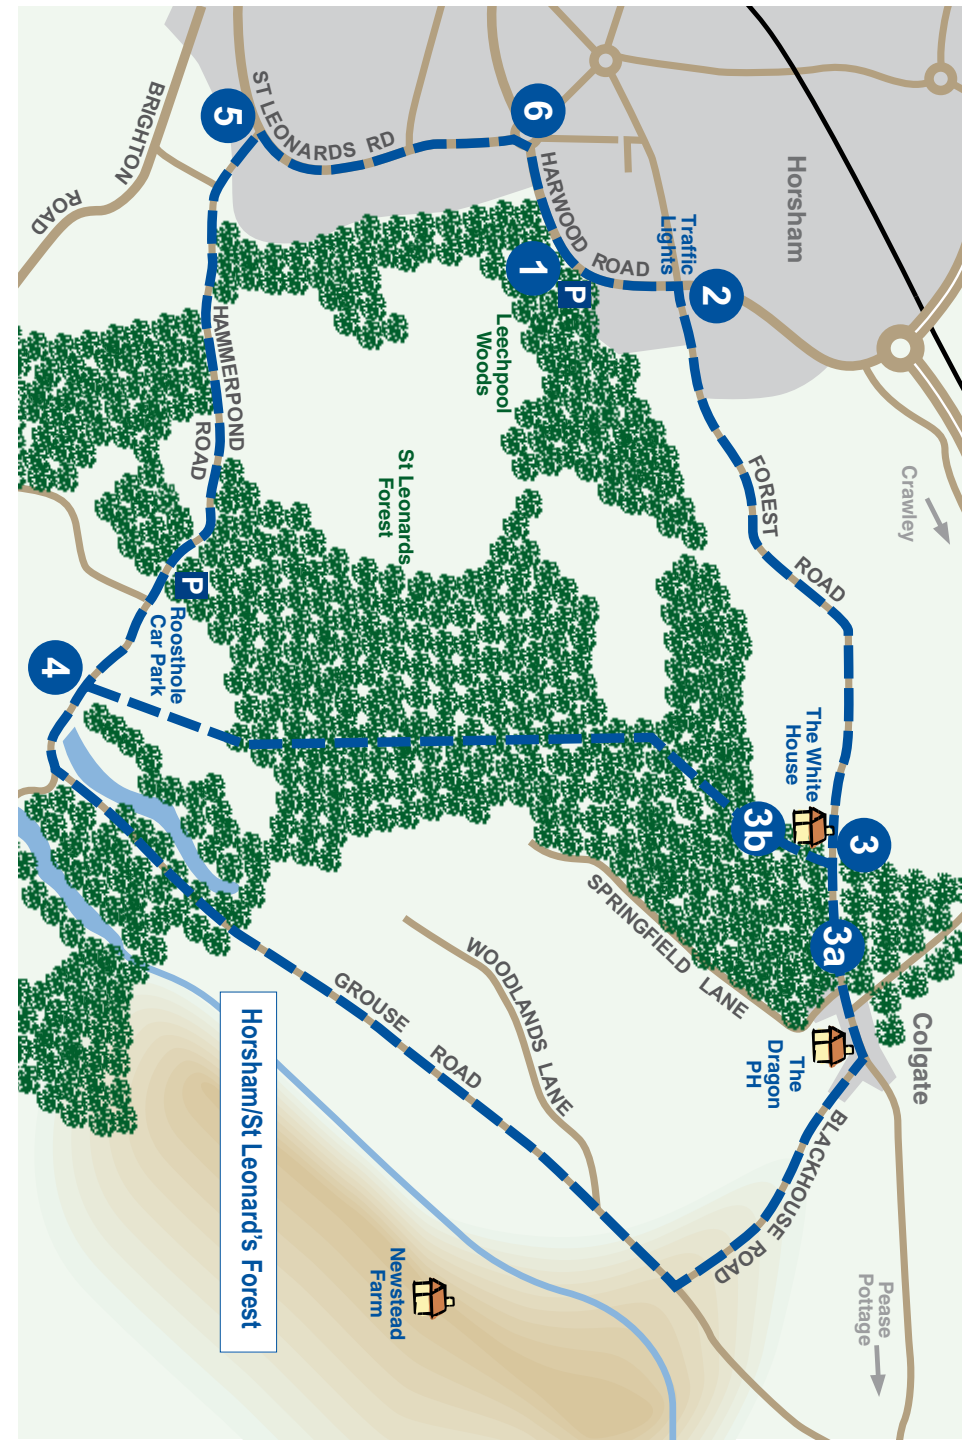 Horsham
Crawley
Traffic
Lights
2
6
HARWOOD ROAD
1
P
ST LEONARDS RD
5
BRIGHTON
ROAD
Leechpool
Woods
St Leonards
Forest
FOREST ROAD
HAMMERPOND
ROAD
P
Roosthole
Car Park
4
The White
House
3
3b
3a
Colgate
SPRINGFIELD LANE
The
Dragon
PH
WOODLANDS LANE
GROUSE ROAD
BLACKHOUSE ROAD
Pease
Pottage
Newstead
Farm
Horsham/St Leonard's Forest